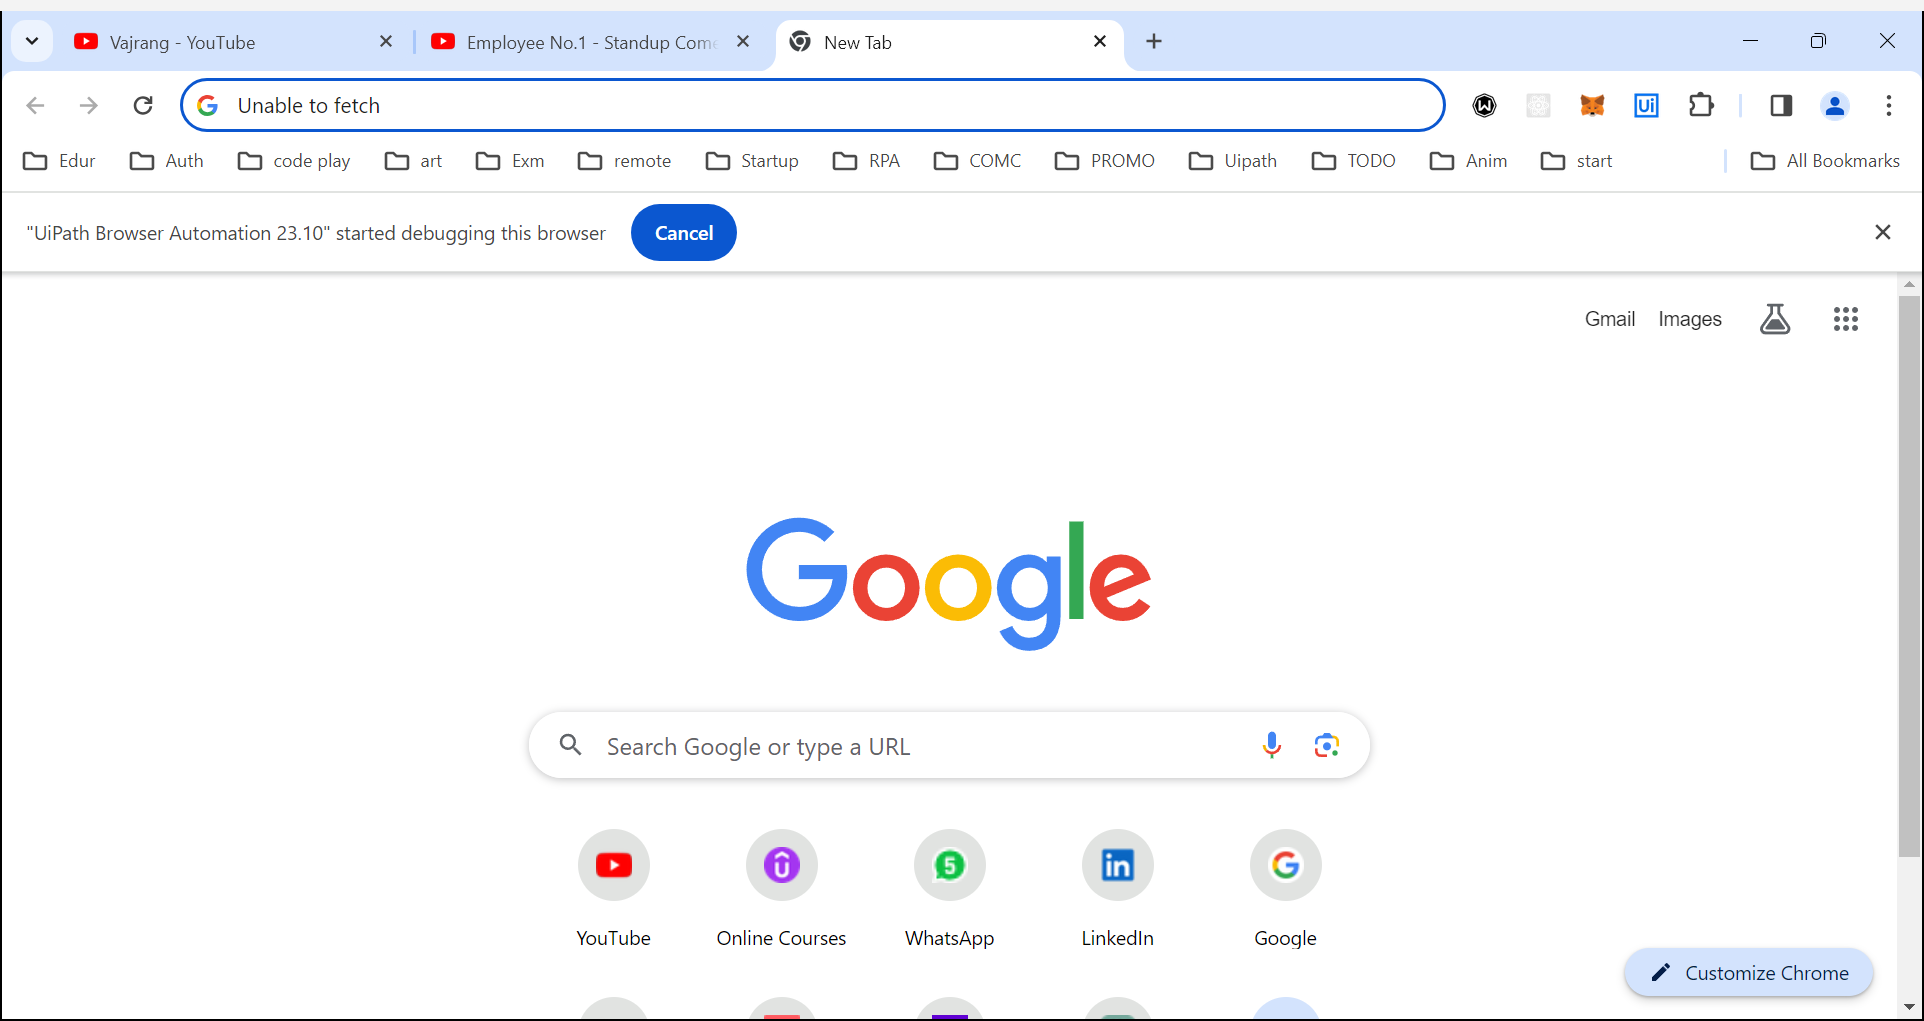 Vajrang - YouTube
Employee No.1 - Standup Com
New Tab
Unable to fetch
Edur Auth code play art Exm remote Startup RPA COMC PROMO Uipath TODO Anim start All Bookmarks
"UiPath Browser Automation 23.10" started debugging this browser Cancel
Gmail Images
Google
Search Google or type a URL
YouTube Online Courses WhatsApp LinkedIn Google
Customize Chrome